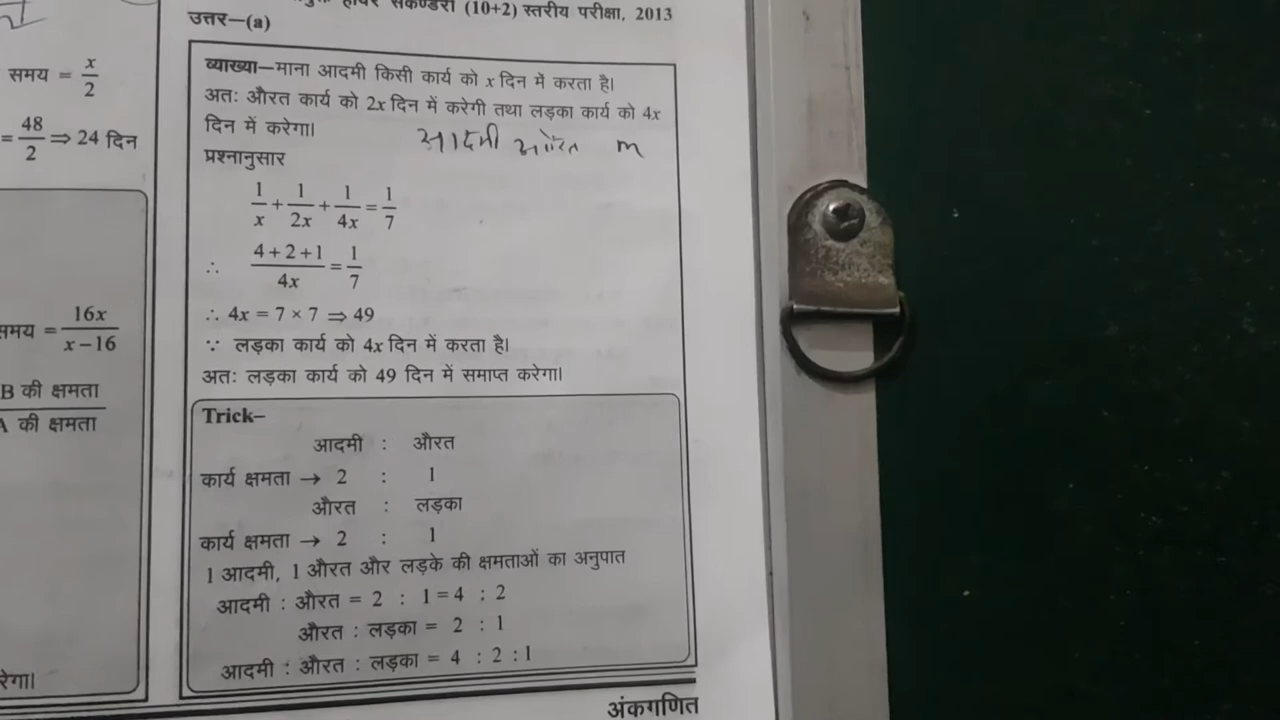 समय = x/2
= 48/2 ⇒ 24 दिन
समय = 16x/(x−16)
B की क्षमता
A की क्षमता
रेगा।
हायर सेकेण्डरी (10+2) स्तरीय परीक्षा, 2013
उत्तर–(a)
व्याख्या–माना आदमी किसी कार्य को x दिन में करता है।
अतः औरत कार्य को 2x दिन में करेगी तथा लड़का कार्य को 4x
दिन में करेगा।
आदमी औरत m
प्रश्नानुसार
1/x + 1/2x + 1/4x = 1/7
∴ (4 + 2 + 1)/4x = 1/7
∴ 4x = 7 × 7 ⇒ 49
∵ लड़का कार्य को 4x दिन में करता है।
अतः लड़का कार्य को 49 दिन में समाप्त करेगा।
Trick–
आदमी : औरत
कार्य क्षमता → 2 : 1
औरत : लड़का
कार्य क्षमता → 2 : 1
1 आदमी, 1 औरत और लड़के की क्षमताओं का अनुपात
आदमी : औरत = 2 : 1 = 4 : 2
औरत : लड़का = 2 : 1
आदमी : औरत : लड़का = 4 : 2 : 1
अंकगणित